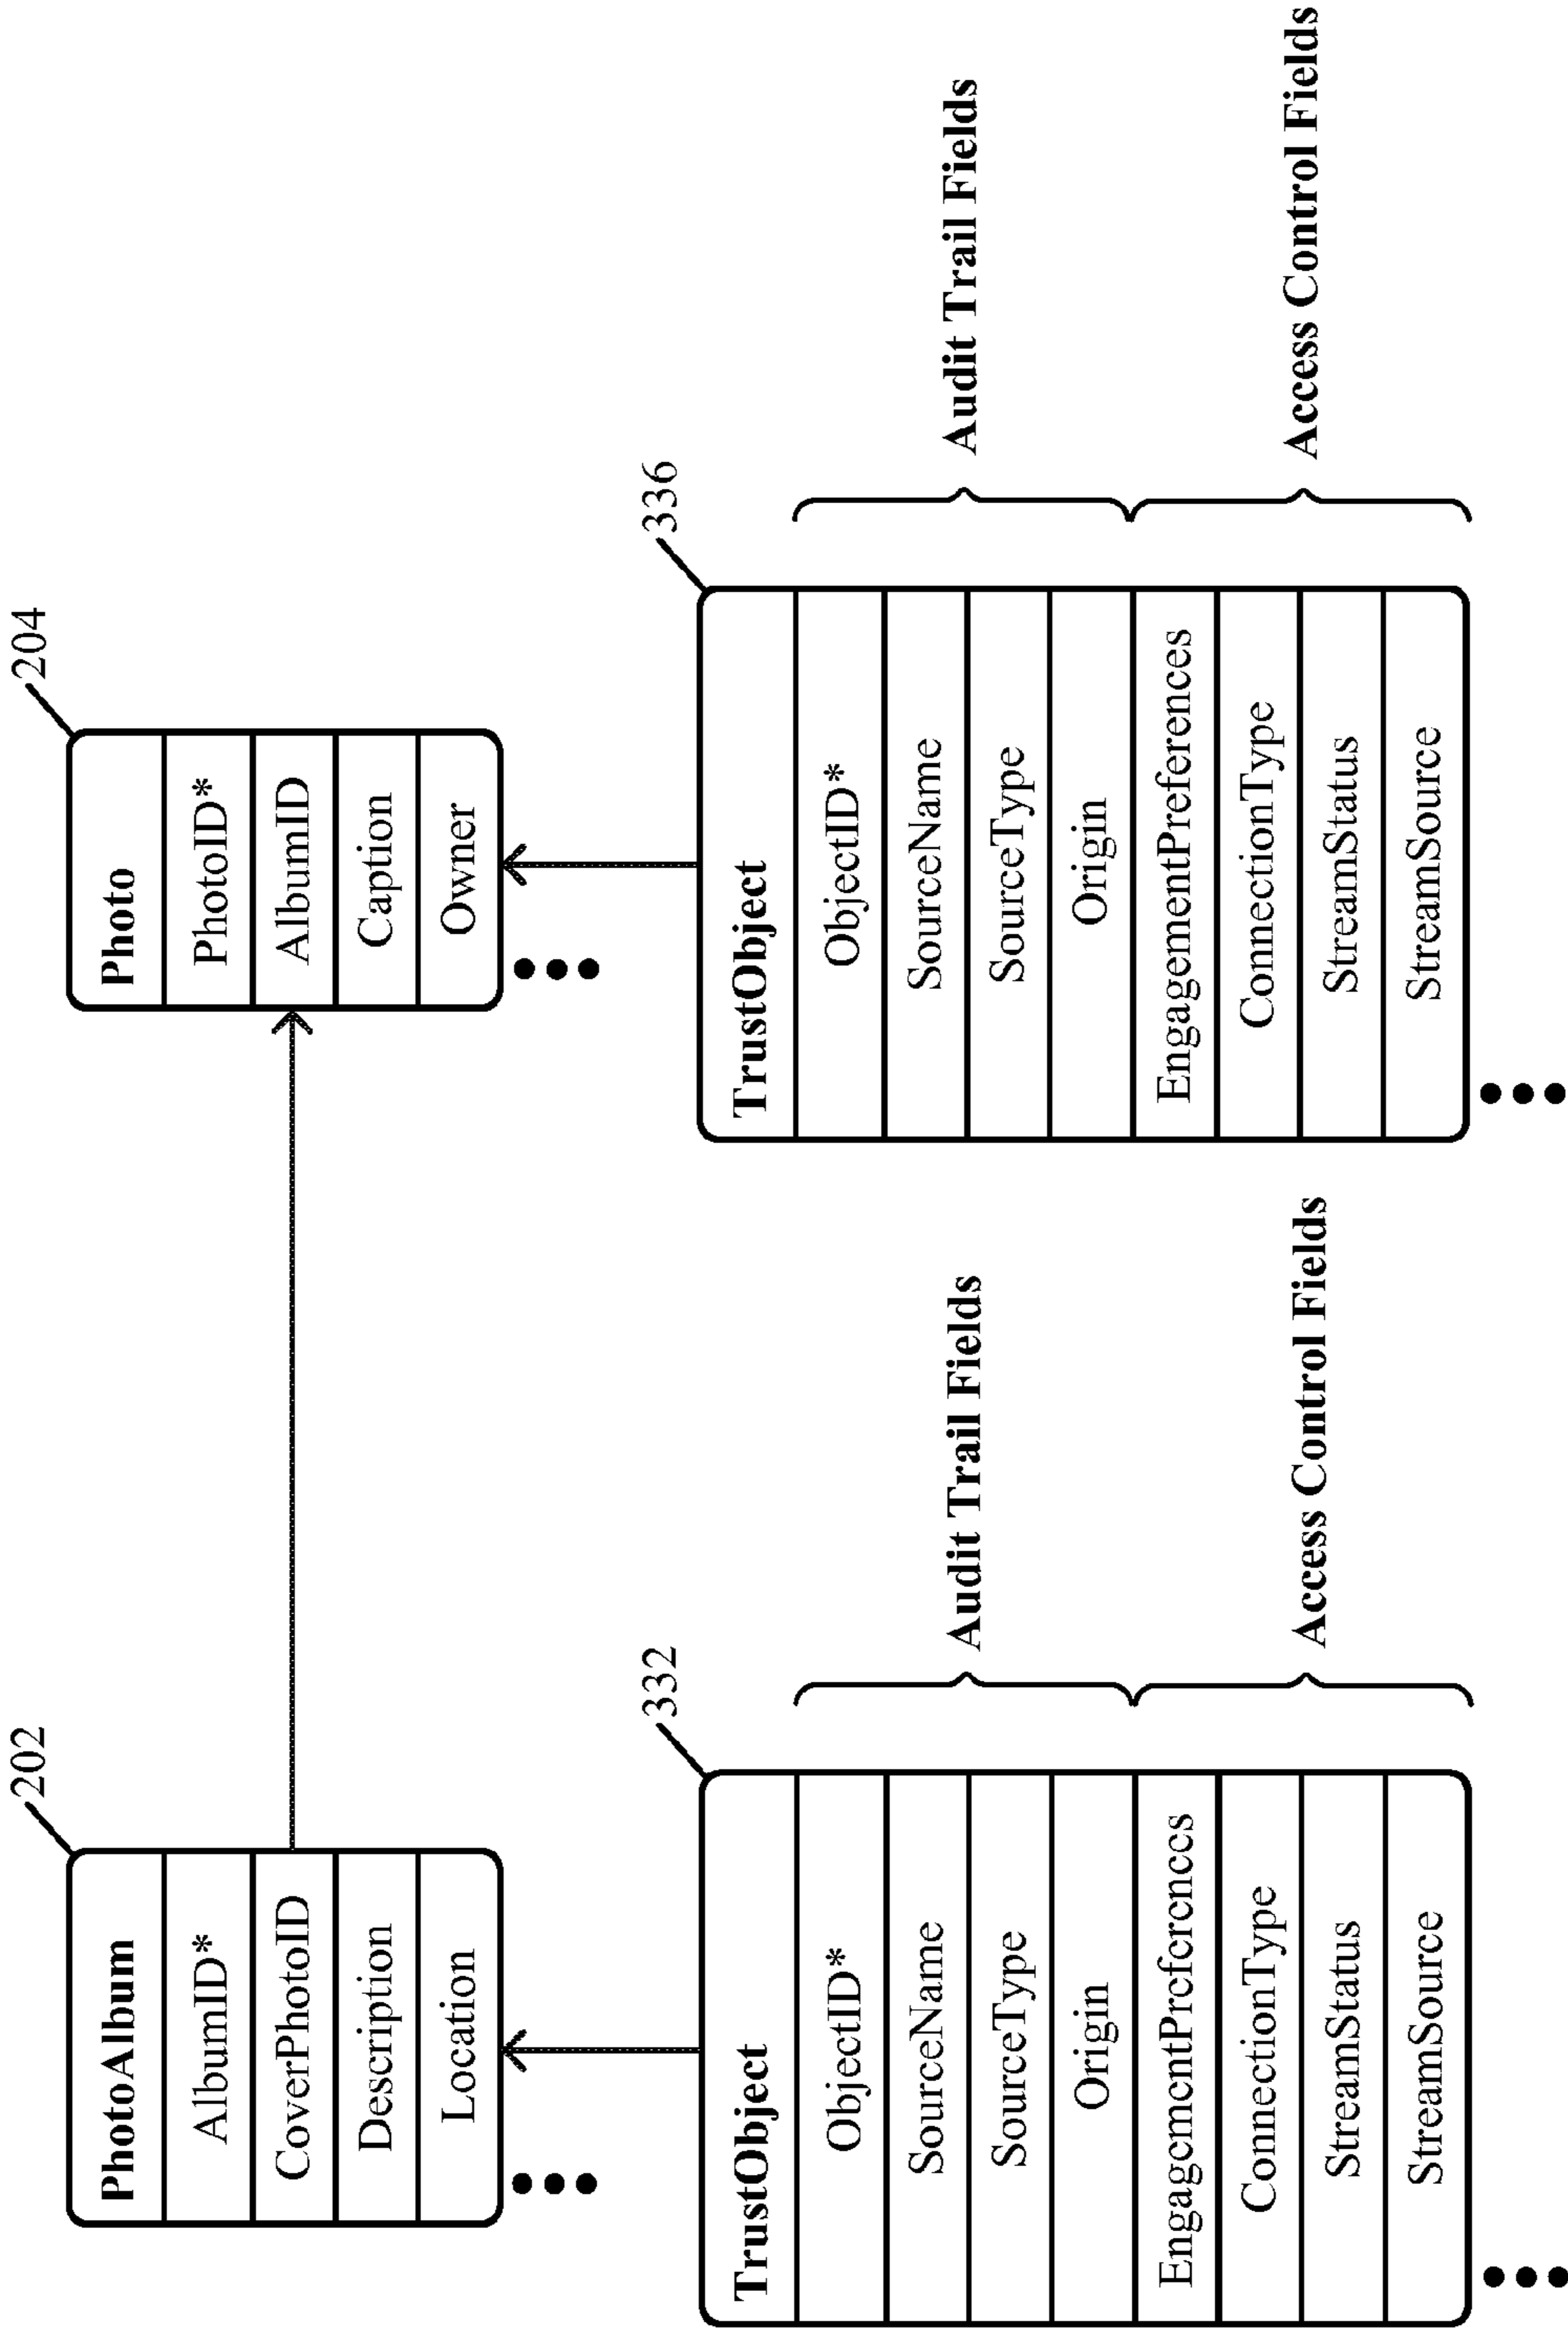 202
PhotoAlbum
AlbumID*
CoverPhotoID
Description
Location
204
Photo
PhotoID*
AlbumID
Caption
Owner
332
TrustObject
ObjectID*
SourceName
SourceType
Origin
EngagementPreferences
ConnectionType
StreamStatus
StreamSource
Audit Trail Fields
Access Control Fields
336
TrustObject
ObjectID*
SourceName
SourceType
Origin
EngagementPreferences
ConnectionType
StreamStatus
StreamSource
Audit Trail Fields
Access Control Fields